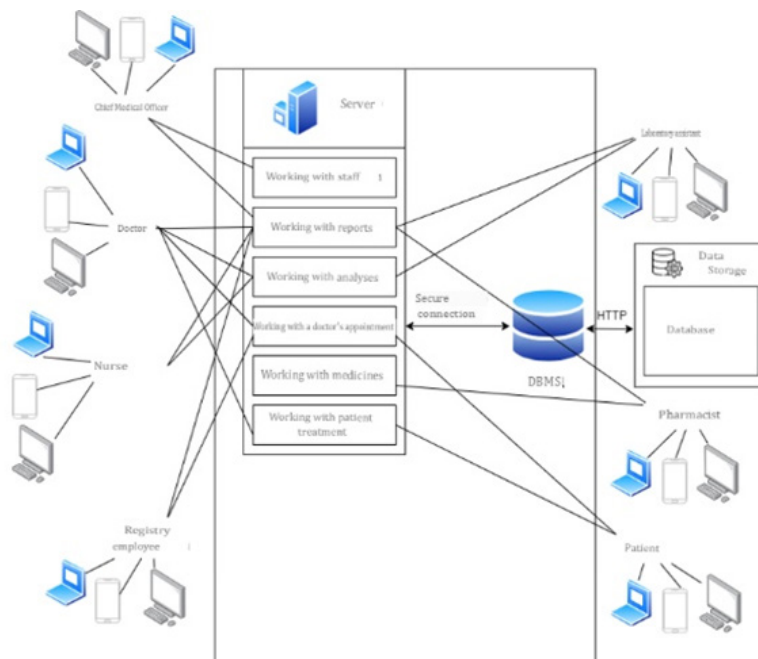 Chief Medical Officer
Server
Laboratory assistant
Working with staff 1
Doctor
Working with reports
Data
Storage
Working with analyses
Secure
connection
HTTP
Working with a doctor's appointment
Database
Nurse
Working with medicines
DBMS
Working with patient
treatment
Pharmacist
Registry
employee
Patient